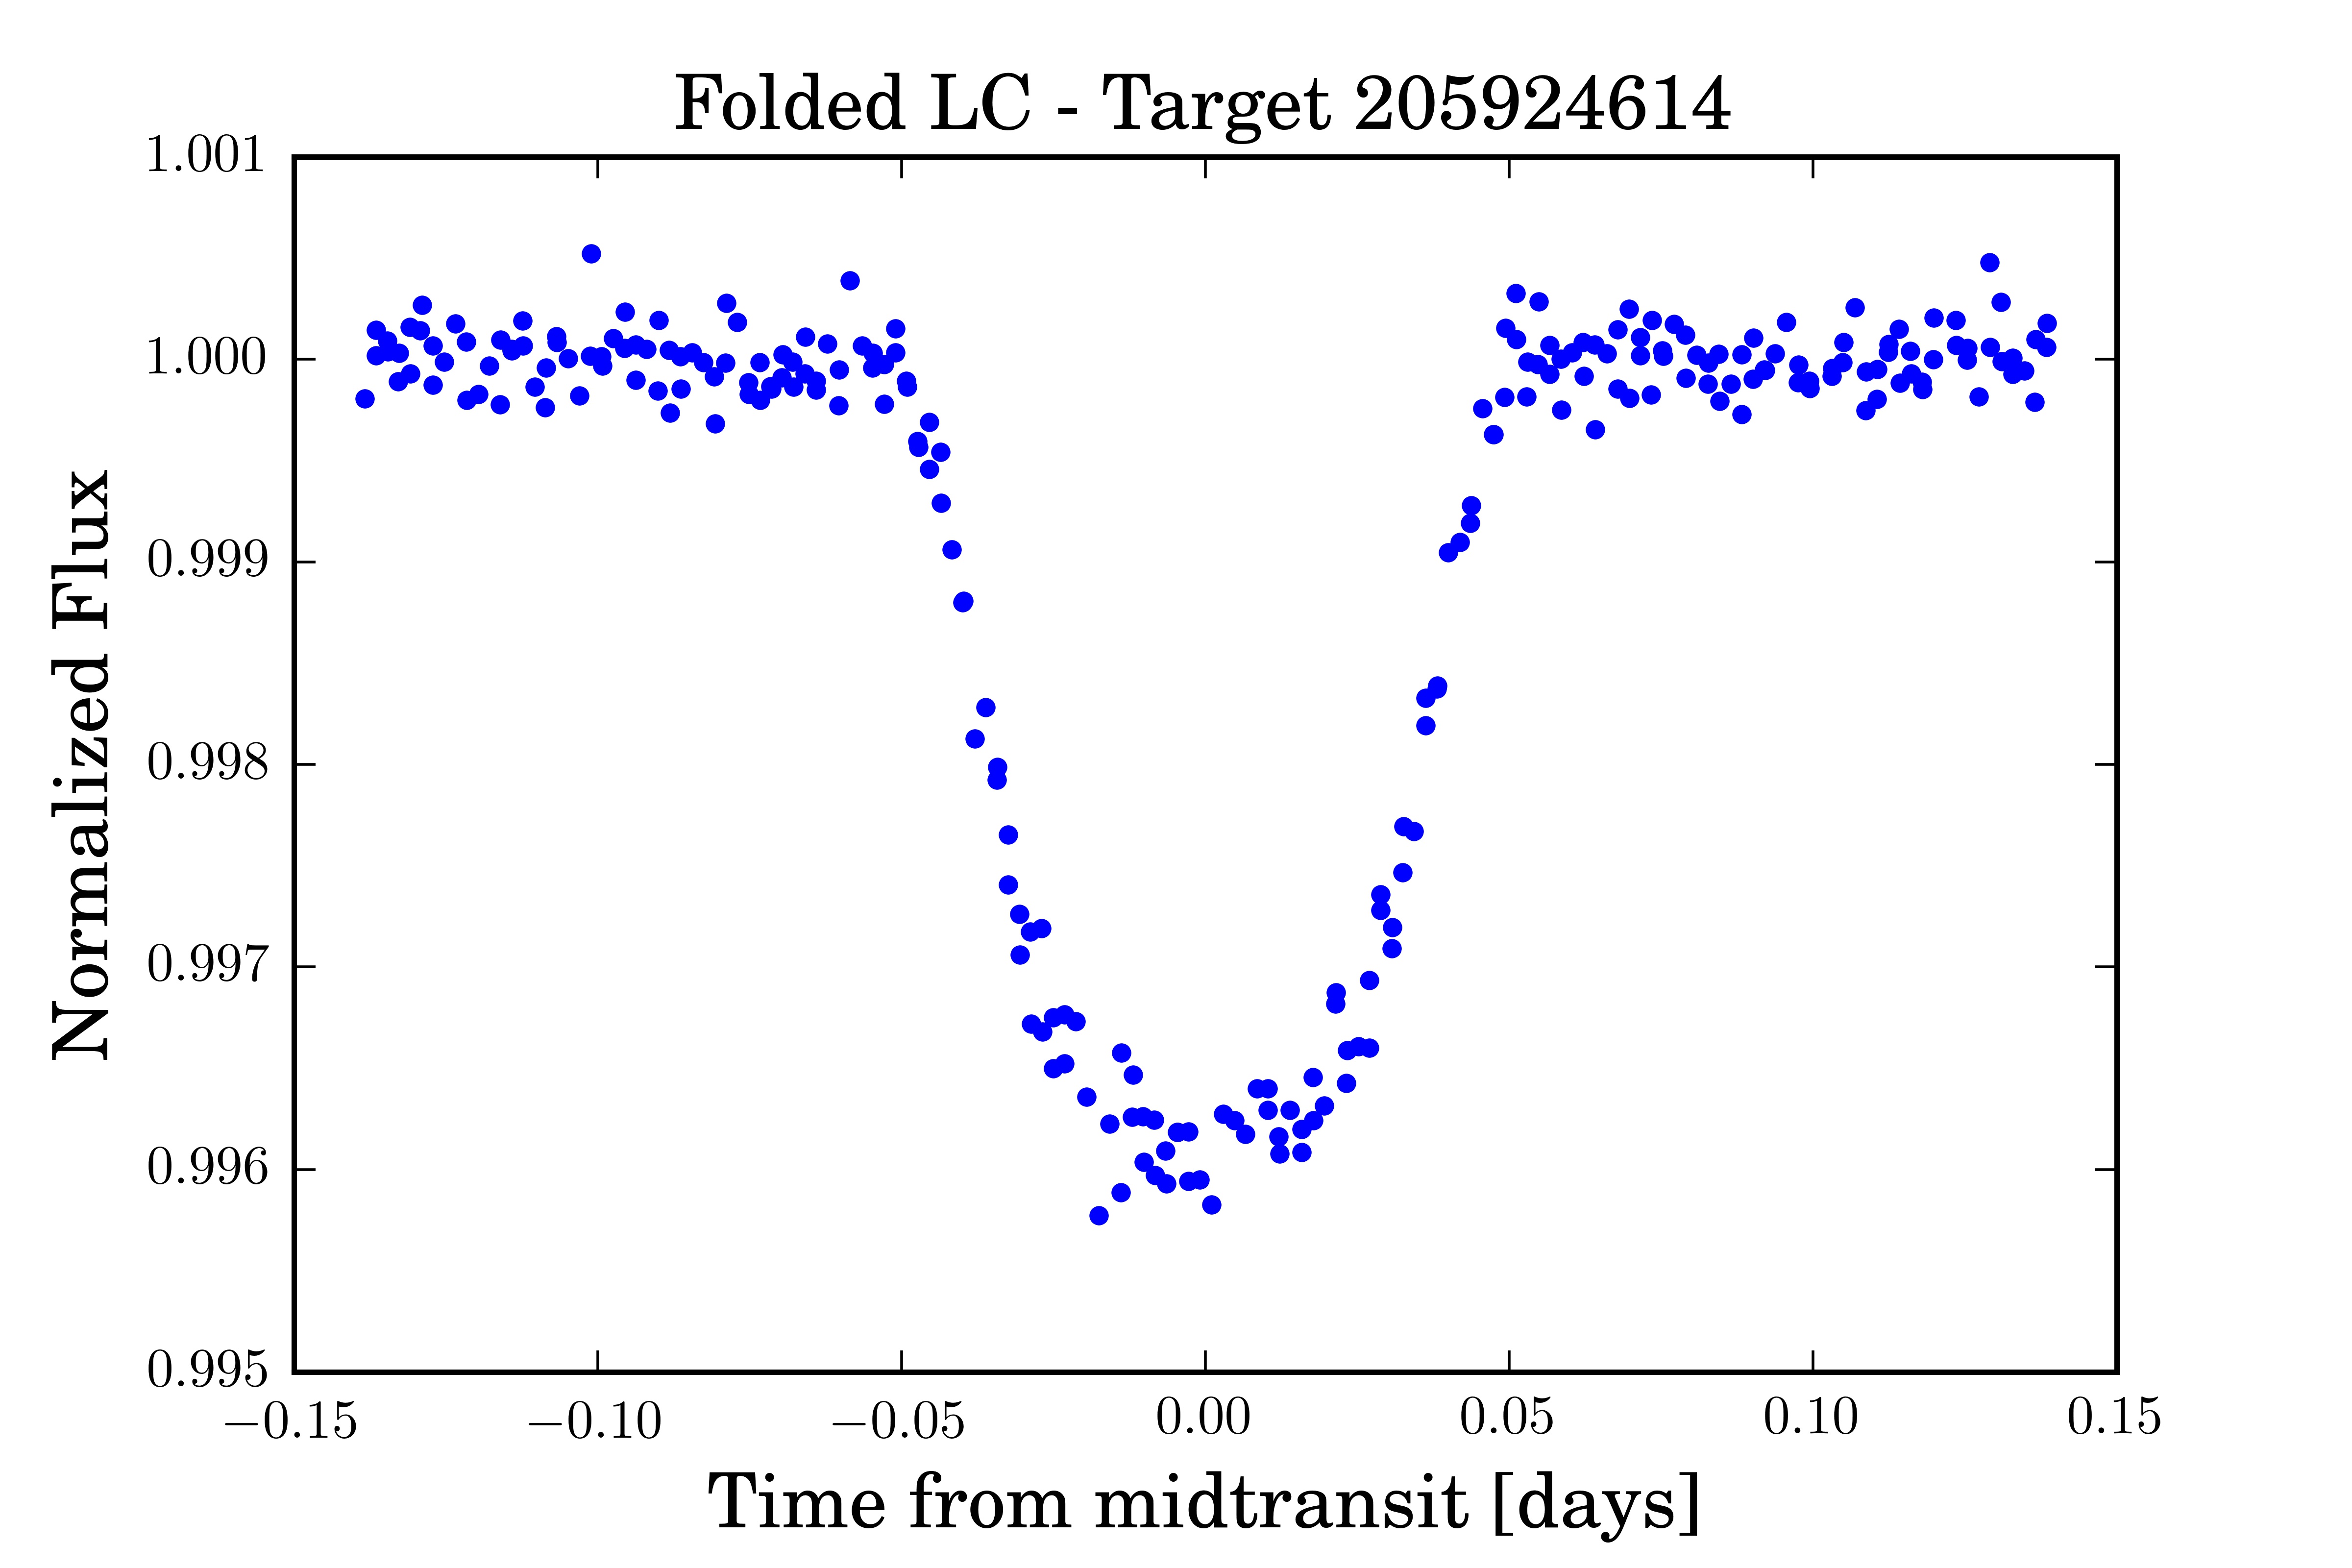 Folded LC - Target 205924614
1.001
1.000
0.999
0.998
0.997
0.996
0.995
Normalized Flux
−0.15 −0.10 −0.05 0.00 0.05 0.10 0.15
Time from midtransit [days]